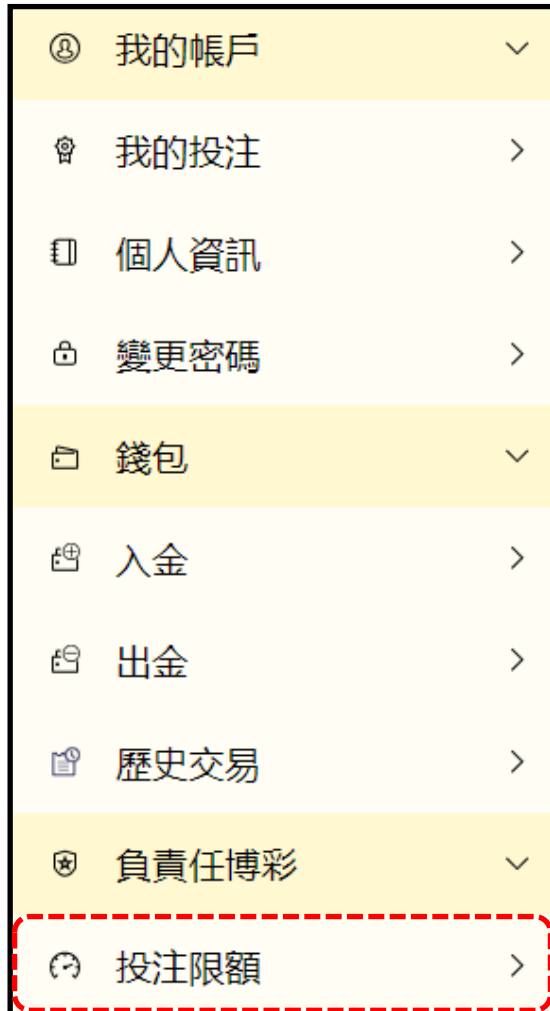 我的帳戶
我的投注
個人資訊
變更密碼
錢包
入金
出金
歷史交易
負責任博彩
投注限額